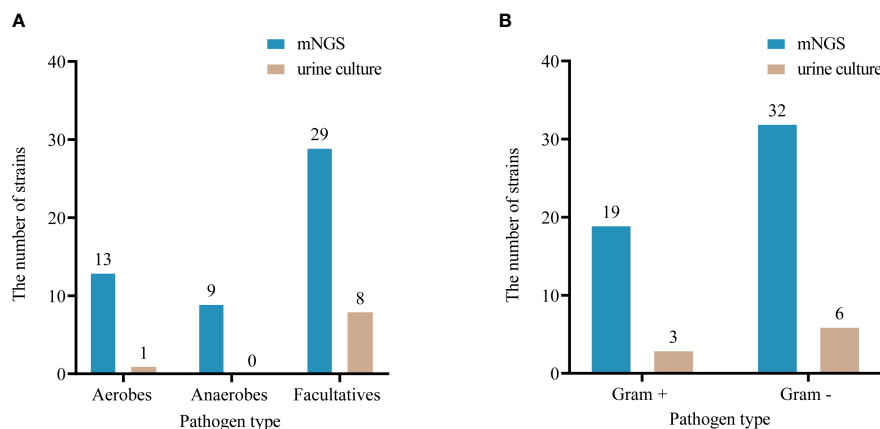 A
mNGS
urine culture
The number of strains
40
30
20
10
0
13
1
9
0
29
8
Aerobes
Anaerobes
Facultatives
Pathogen type
B
mNGS
urine culture
The number of strains
40
30
20
10
0
19
3
32
6
Gram +
Gram -
Pathogen type